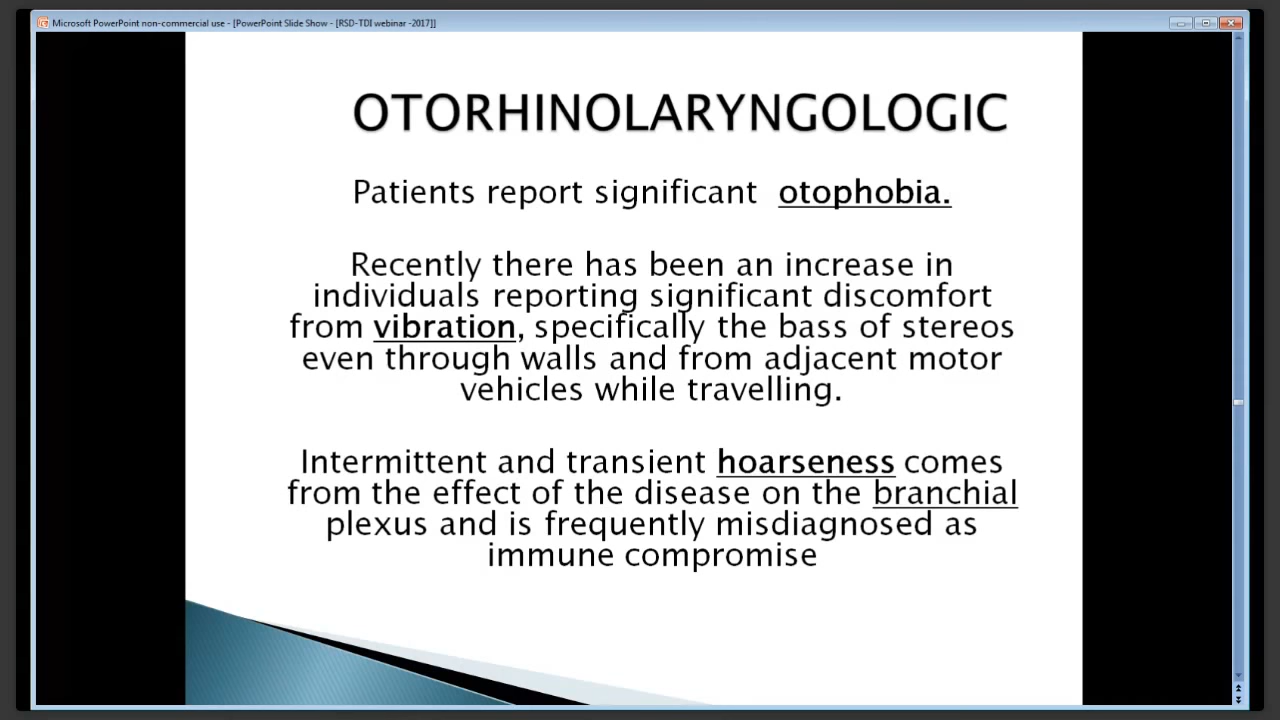 Microsoft PowerPoint non-commercial use - [PowerPoint Slide Show - [RSD-TDI webinar -2017]]
OTORHINOLARYNGOLOGIC
Patients report significant otophobia.
Recently there has been an increase in
individuals reporting significant discomfort
from vibration, specifically the bass of stereos
even through walls and from adjacent motor
vehicles while travelling.
Intermittent and transient hoarseness comes
from the effect of the disease on the branchial
plexus and is frequently misdiagnosed as
immune compromise